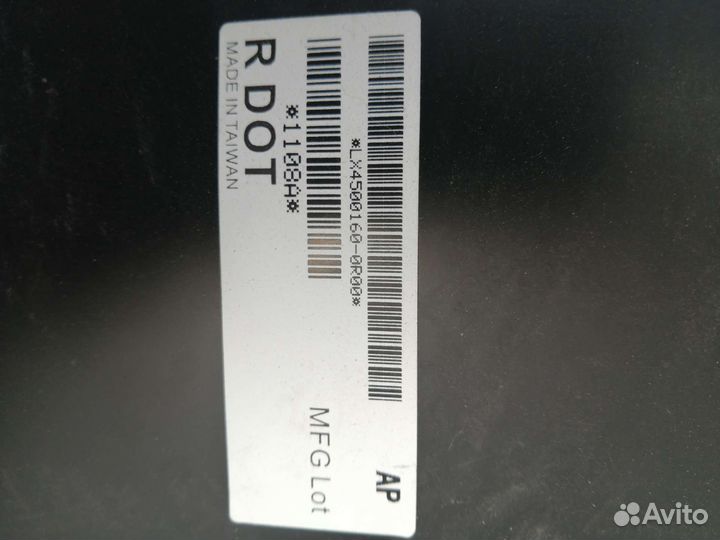 AP
*LX4500160-0R00*
MFG Lot
*1108A*
R DOT
MADE IN TAIWAN
Avito